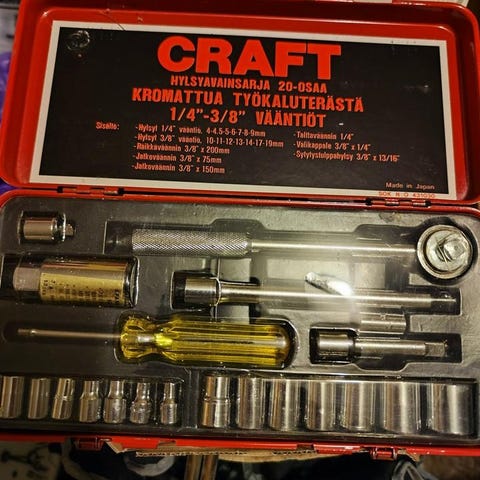 CRAFT
HYLSYAVAINSARJA 20-OSAA
KROMATTUA TYÖKALUTERÄSTÄ
1/4"-3/8" VÄÄNTIÖT
Sisälto:
-Hylsyt 1/4" vääntiö, 4-4.5-5-6-7-8-9mm
-Hylsyt 3/8" vääntiö, 10-11-12-13-14-17-19mm
-Räikkäväännin 3/8" x 200mm
-Jatkoväännin 3/8" x 75mm
-Jatkoväännin 3/8" x 150mm
-Talttaväännin 1/4"
-Välikappale 3/8" x 1/4"
-Sytytystulppahylsy 3/8" x 13/16"
Made in Japan
SOK N:O 431030